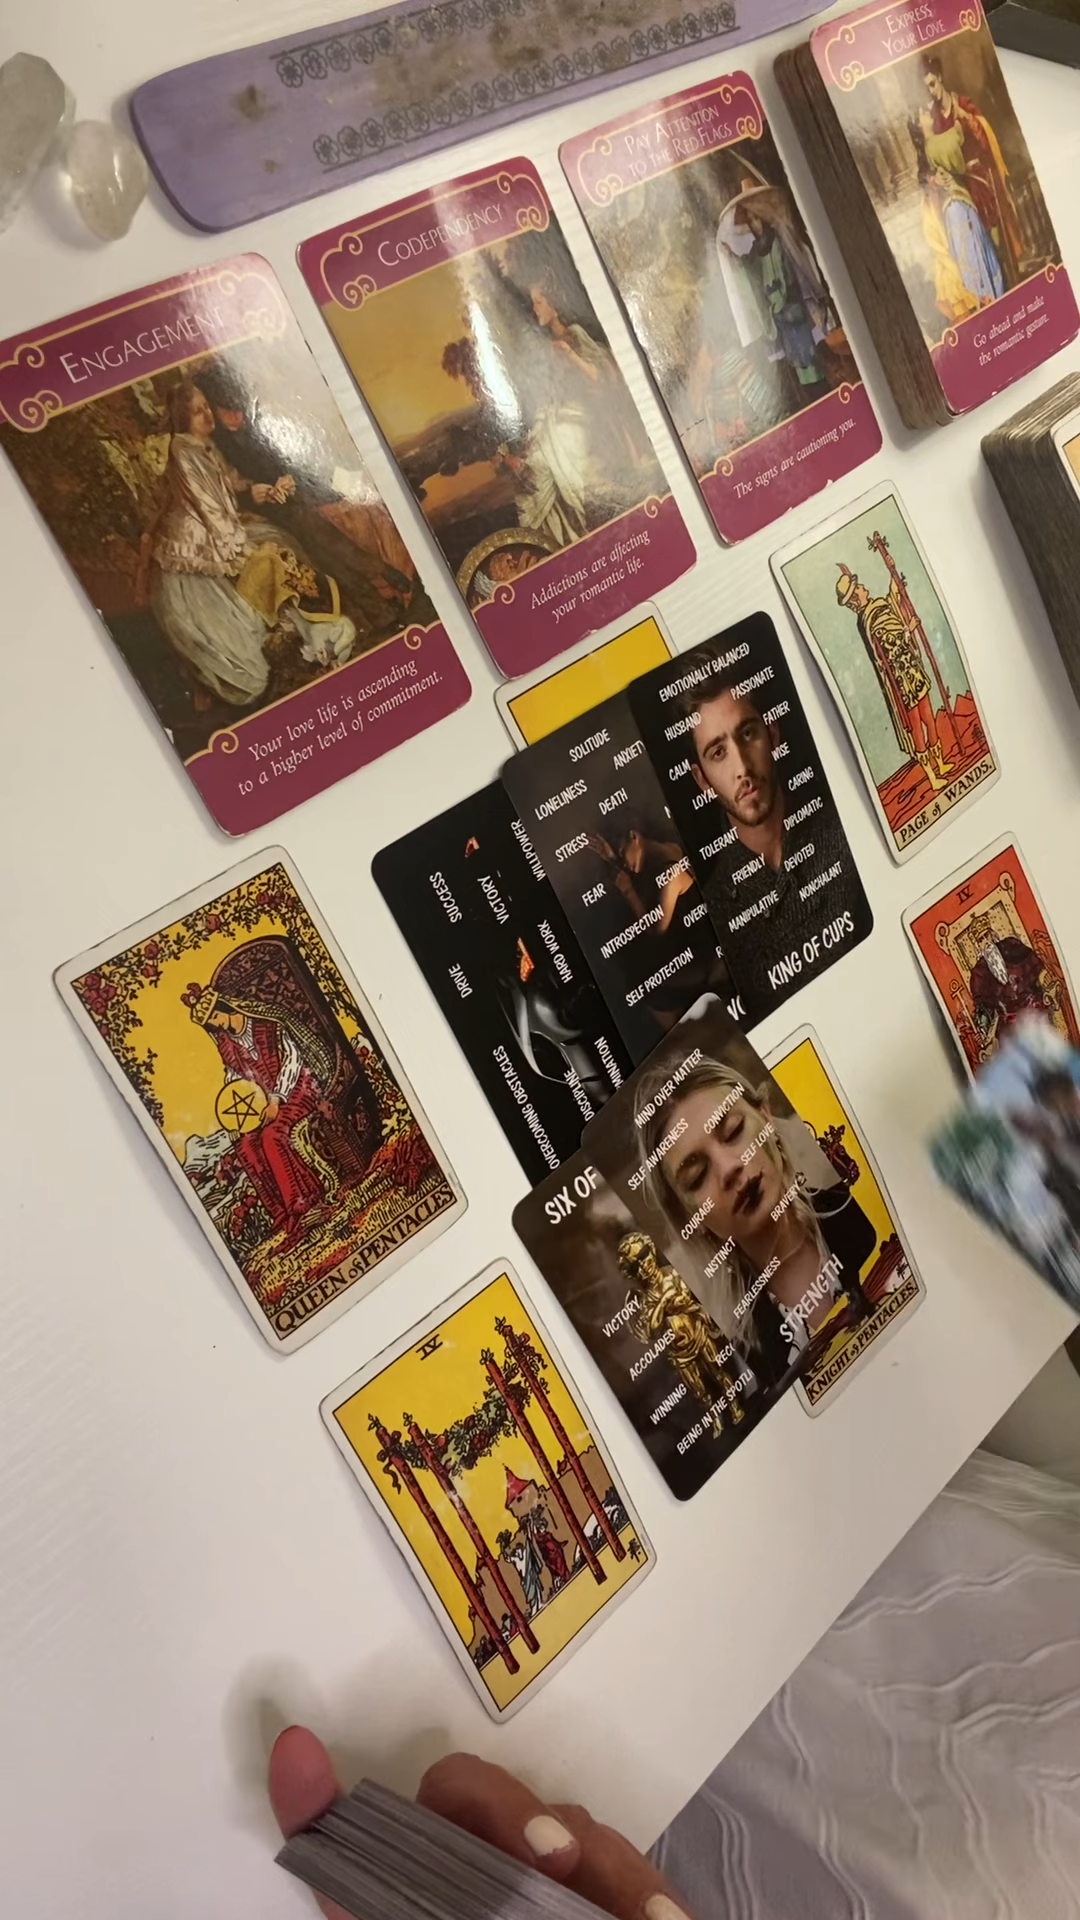 ENGAGEMENT
Your love life is ascending
to a higher level of commitment.
CODEPENDENCY
Addictions are affecting
your romantic life.
PAY ATTENTION
TO THE RED FLAGS
The signs are cautioning you.
EXPRESS
YOUR LOVE
Go ahead and make
the romantic gesture.
PAGE of WANDS.
IV
QUEEN of PENTACLES
IV
KNIGHT of PENTACLES.
SUCCESS
WILLPOWER
VICTORY
DRIVE
HARD WORK
OVERCOMING OBSTACLES
DISCIPLINE
SOLITUDE
LONELINESS
DEATH
STRESS
FEAR
INTROSPECTION
SELF PROTECTION
EMOTIONALLY BALANCED
HUSBAND
PASSIONATE
FATHER
CALM
WISE
LOYAL
CARING
TOLERANT
DIPLOMATIC
FRIENDLY
DEVOTED
MANIPULATIVE
NONCHALANT
KING OF CUPS
SIX OF
VICTORY
ACCOLADES
WINNING
BEING IN THE
MIND OVER MATTER
SELF AWARENESS
CONVICTION
SELF LOVE
COURAGE
BRAVERY
INSTINCT
FEARLESSNESS
STRENGTH